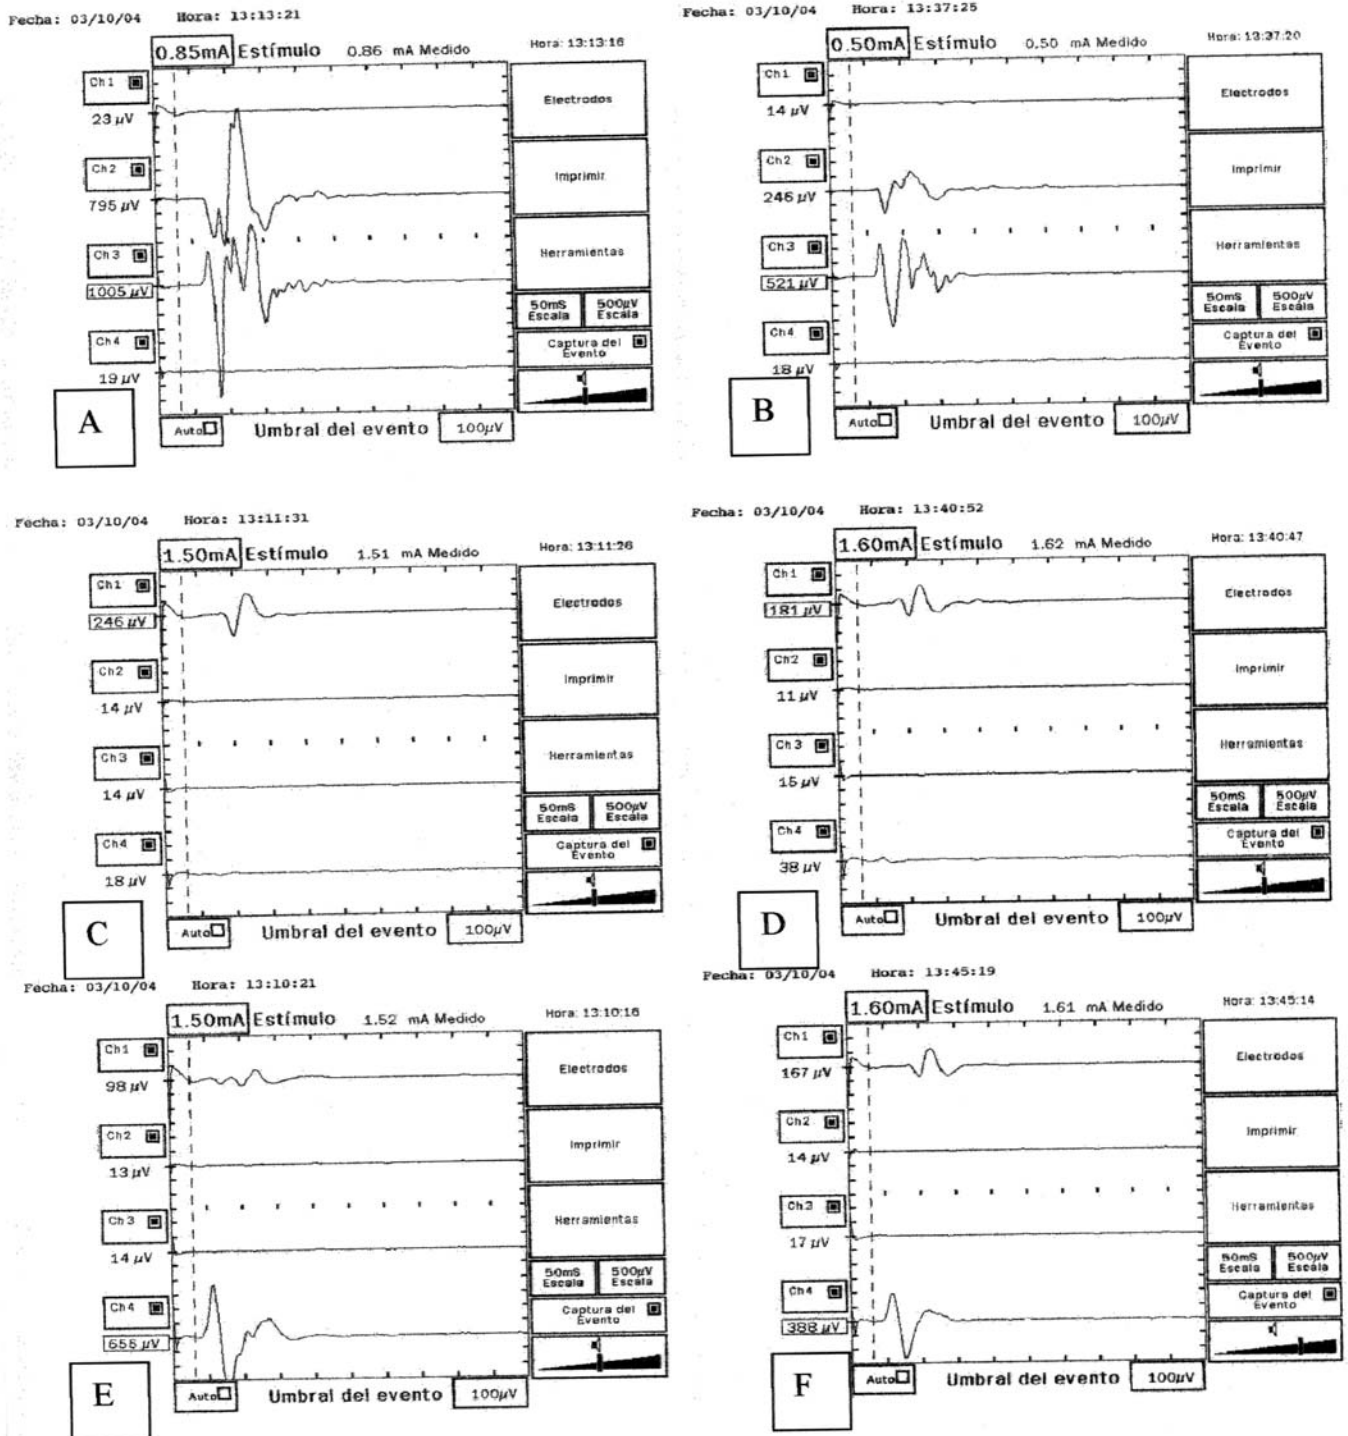 Fecha: 03/10/04 Hora: 13:13:21
0.85mA Estímulo 0.86 mA Medido Hora: 13:13:16
Ch1
23 µV
Ch2
795 µV
Ch3
1005 µV
Ch4
19 µV
Electrodos
Imprimir
Herramientas
50mS Escala 500µV Escala
Captura del Evento
A
Auto Umbral del evento 100µV
Fecha: 03/10/04 Hora: 13:37:25
0.50mA Estímulo 0.50 mA Medido Hora: 13:37:20
Ch1
14 µV
Ch2
246 µV
Ch3
521 µV
Ch4
18 µV
Electrodos
Imprimir
Herramientas
50mS Escala 500µV Escala
Captura del Evento
B
Auto Umbral del evento 100µV
Fecha: 03/10/04 Hora: 13:11:31
1.50mA Estímulo 1.51 mA Medido Hora: 13:11:26
Ch1
246 µV
Ch2
14 µV
Ch3
14 µV
Ch4
18 µV
Electrodos
Imprimir
Herramientas
50mS Escala 500µV Escala
Captura del Evento
C
Auto Umbral del evento 100µV
Fecha: 03/10/04 Hora: 13:40:52
1.60mA Estímulo 1.62 mA Medido Hora: 13:40:47
Ch1
181 µV
Ch2
11 µV
Ch3
15 µV
Ch4
38 µV
Electrodos
Imprimir
Herramientas
50mS Escala 500µV Escala
Captura del Evento
D
Auto Umbral del evento 100µV
Fecha: 03/10/04 Hora: 13:10:21
1.50mA Estímulo 1.52 mA Medido Hora: 13:10:16
Ch1
98 µV
Ch2
13 µV
Ch3
14 µV
Ch4
655 µV
Electrodos
Imprimir
Herramientas
50mS Escala 500µV Escala
Captura del Evento
E
Auto Umbral del evento 100µV
Fecha: 03/10/04 Hora: 13:45:19
1.60mA Estímulo 1.61 mA Medido Hora: 13:45:14
Ch1
167 µV
Ch2
14 µV
Ch3
17 µV
Ch4
388 µV
Electrodos
Imprimir
Herramientas
50mS Escala 500µV Escala
Captura del Evento
F
Auto Umbral del evento 100µV